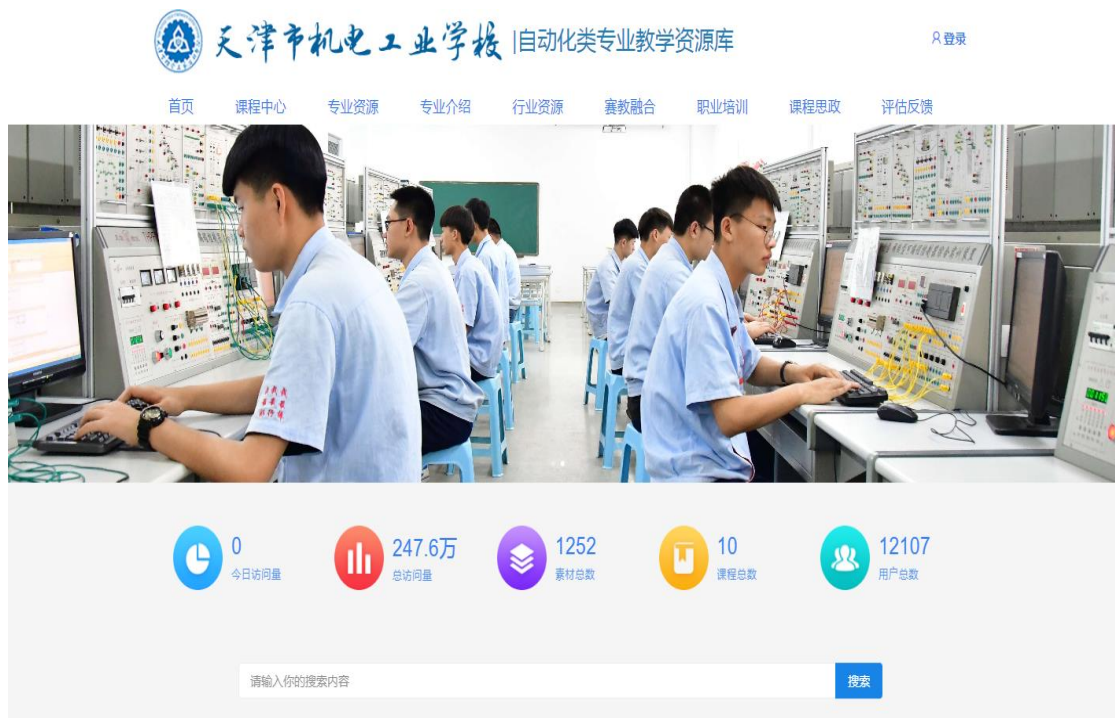 天津市机电工业学校 |自动化类专业教学资源库
登录
首页 课程中心 专业资源 专业介绍 行业资源 赛教融合 职业培训 课程思政 评估反馈
0
今日访问量
247.6万
总访问量
1252
素材总数
10
课程总数
12107
用户总数
请输入你的搜索内容
搜索